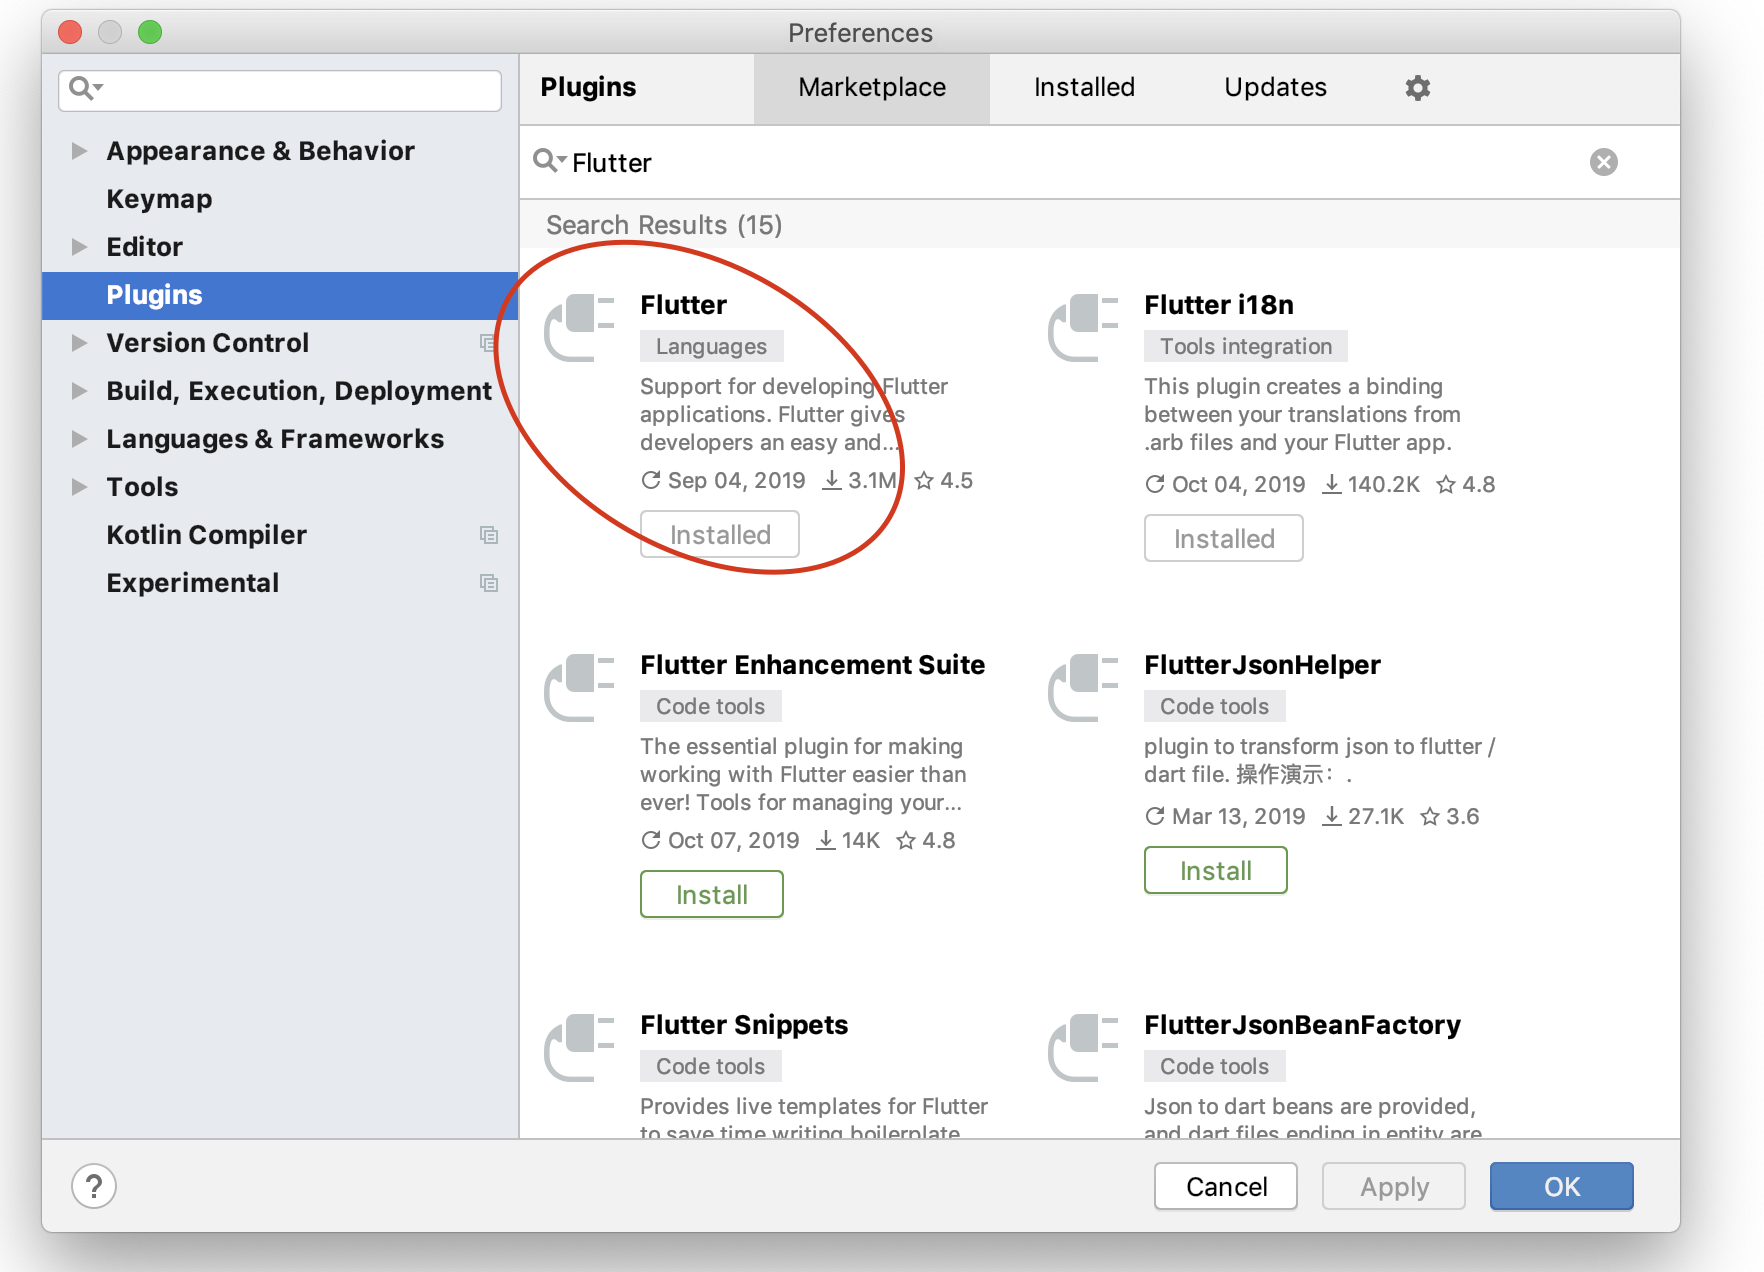 Preferences
Plugins
Marketplace
Installed
Updates
Appearance & Behavior
Keymap
Editor
Plugins
Version Control
Build, Execution, Deployment
Languages & Frameworks
Tools
Kotlin Compiler
Experimental
Flutter
Search Results (15)
Flutter
Languages
Support for developing Flutter
applications. Flutter gives
developers an easy and...
Sep 04, 2019 3.1M 4.5
Installed
Flutter i18n
Tools integration
This plugin creates a binding
between your translations from
.arb files and your Flutter app.
Oct 04, 2019 140.2K 4.8
Installed
Flutter Enhancement Suite
Code tools
The essential plugin for making
working with Flutter easier than
ever! Tools for managing your...
Oct 07, 2019 14K 4.8
Install
FlutterJsonHelper
Code tools
plugin to transform json to flutter /
dart file. 操作演示：.
Mar 13, 2019 27.1K 3.6
Install
Flutter Snippets
Code tools
Provides live templates for Flutter
to save time writing boilerplate
FlutterJsonBeanFactory
Code tools
Json to dart beans are provided,
and dart files ending in entity are
?
Cancel
Apply
OK